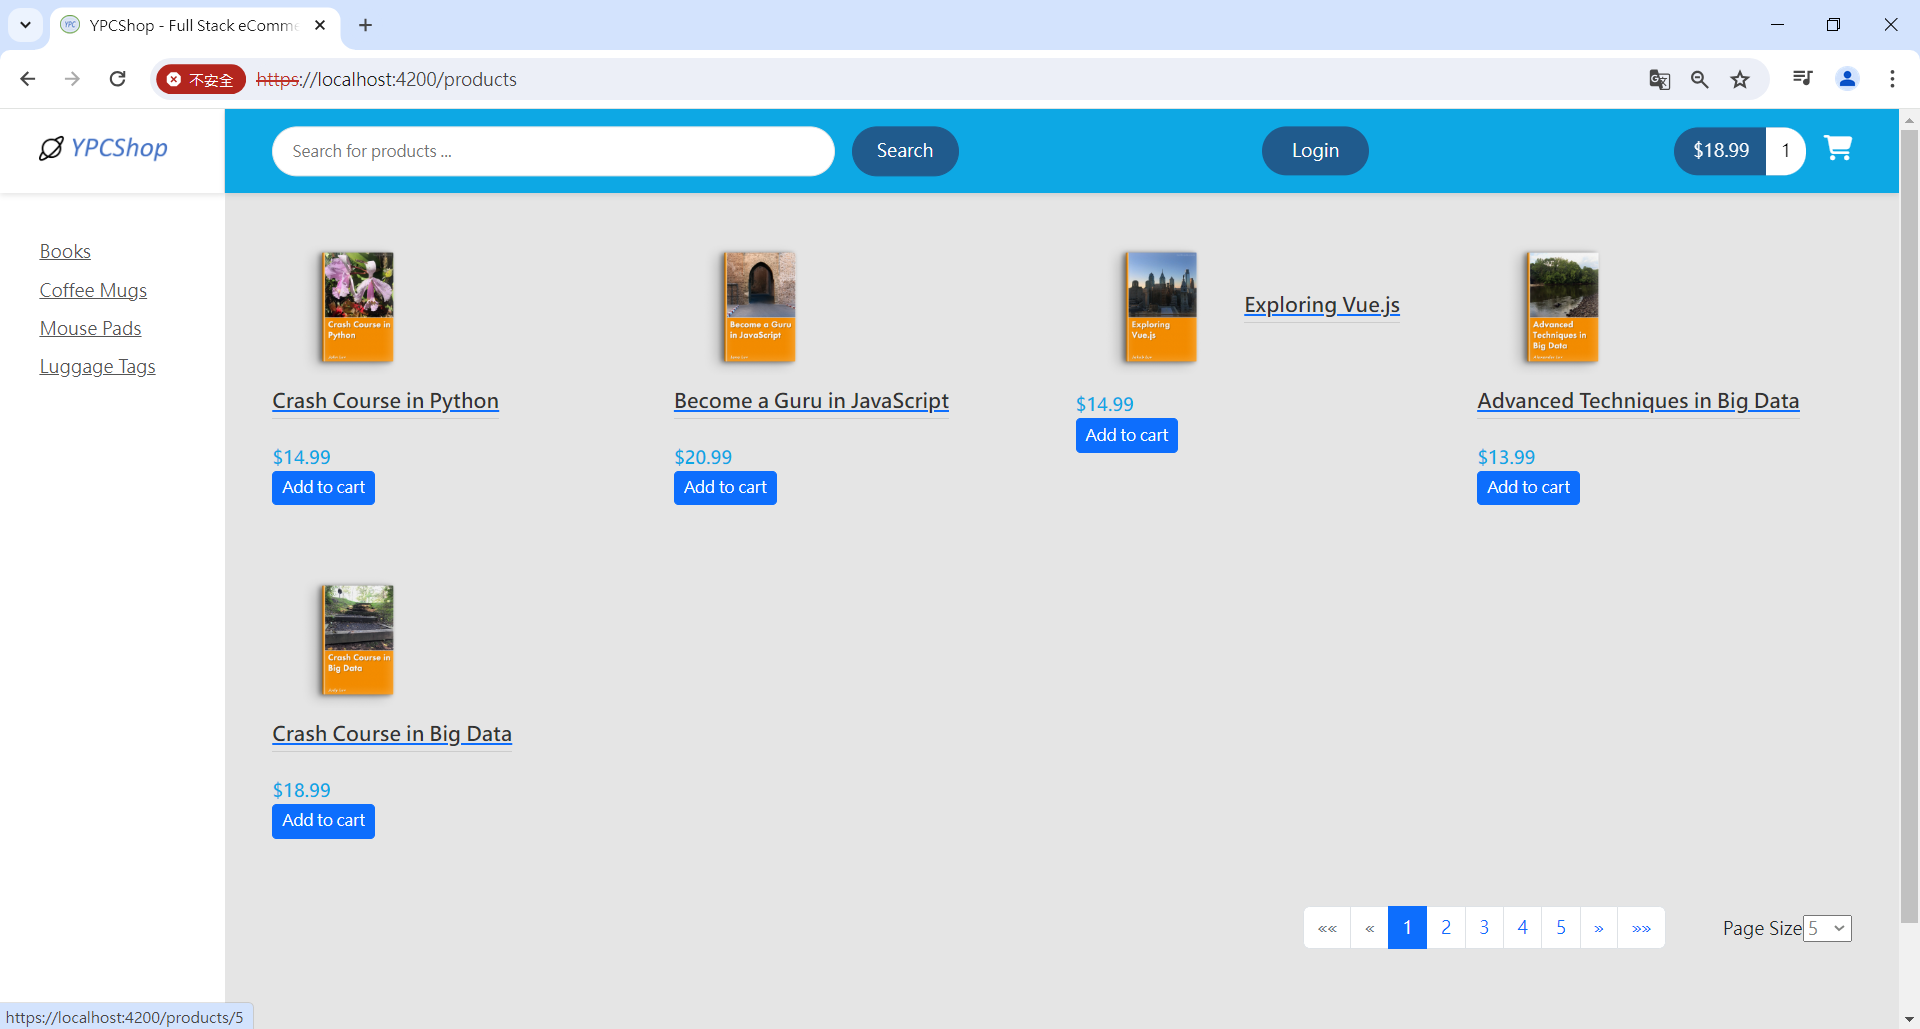 YPCShop - Full Stack eComme
不安全 https://localhost:4200/products
YPCShop
Search for products ...
Search
Login
$18.99 1
Books
Coffee Mugs
Mouse Pads
Luggage Tags
Crash Course in
Python
Crash Course in Python
$14.99
Add to cart
Become a Guru
in JavaScript
Become a Guru in JavaScript
$20.99
Add to cart
Exploring
Vue.js
Exploring Vue.js
$14.99
Add to cart
Advanced
Techniques in
Big Data
Advanced Techniques in Big Data
$13.99
Add to cart
Crash Course in
Big Data
Crash Course in Big Data
$18.99
Add to cart
«« « 1 2 3 4 5 » »» Page Size 5
https://localhost:4200/products/5